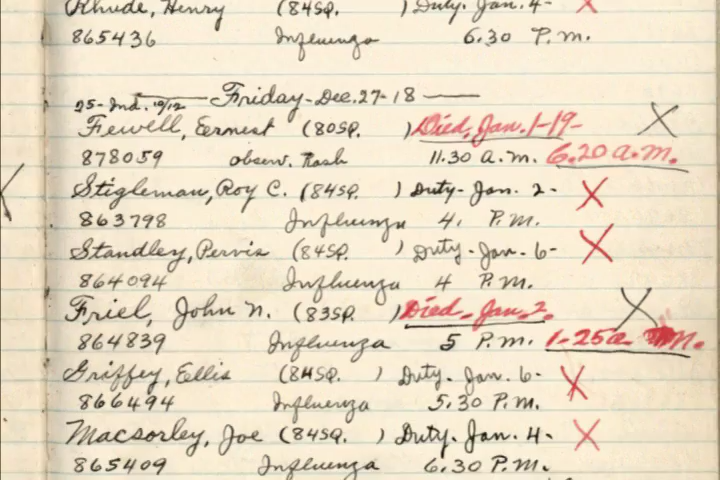 Rhude, Henry (84SQ. ) Duty. Jan. 4- X
865436 Influenza 6.30 P.M.
25-Ind. 10/12 Friday-Dec. 27-18
Fewell, Earnest (80SQ. ) Died, Jan. 1-19- X
878059 observ. Rash 11.30 A.M. 6.20 A.M.
Stigleman, Roy C. (84SQ. ) Duty- Jan. 2- X
863798 Influenza 4. P.M.
Standley, Pervis (84SQ. ) Duty- Jan- 6- X
864094 Influenza 4 P.M.
Friel, John N. (83SQ. ) Died. Jan. 2. X
864839 Influenza 5 P.M. 1-25a M.
Griffey, Ellis (84SQ. ) Duty- Jan. 6- X
866494 Influenza 5.30 P.M.
Macsorley, Joe (84SQ. ) Duty- Jan. 4- X
865409 Influenza 6.30 P.M.